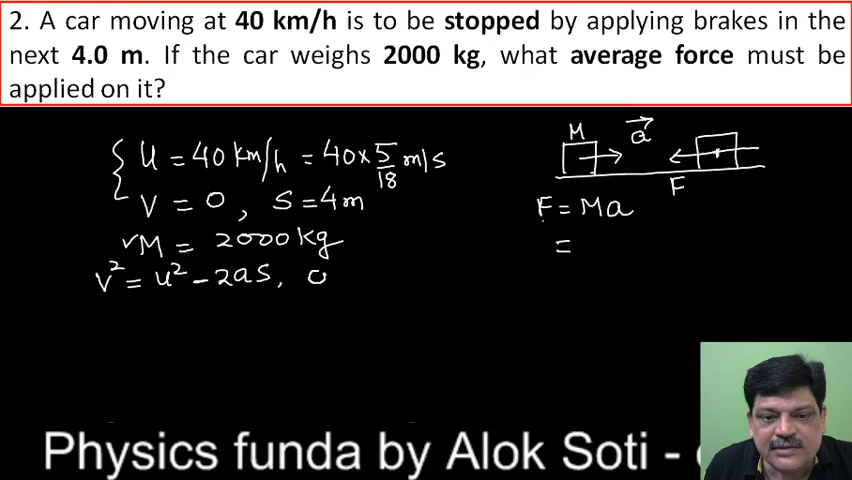 2. A car moving at 40 km/h is to be stopped by applying brakes in the
next 4.0 m. If the car weighs 2000 kg, what average force must be
applied on it?
u = 40 km/h = 40 × 5/18 m/s
v = 0, S = 4m
✓M = 2000 kg
v² = u² - 2as, 0
M
a
F
F = Ma
=
Physics funda by Alok Soti -